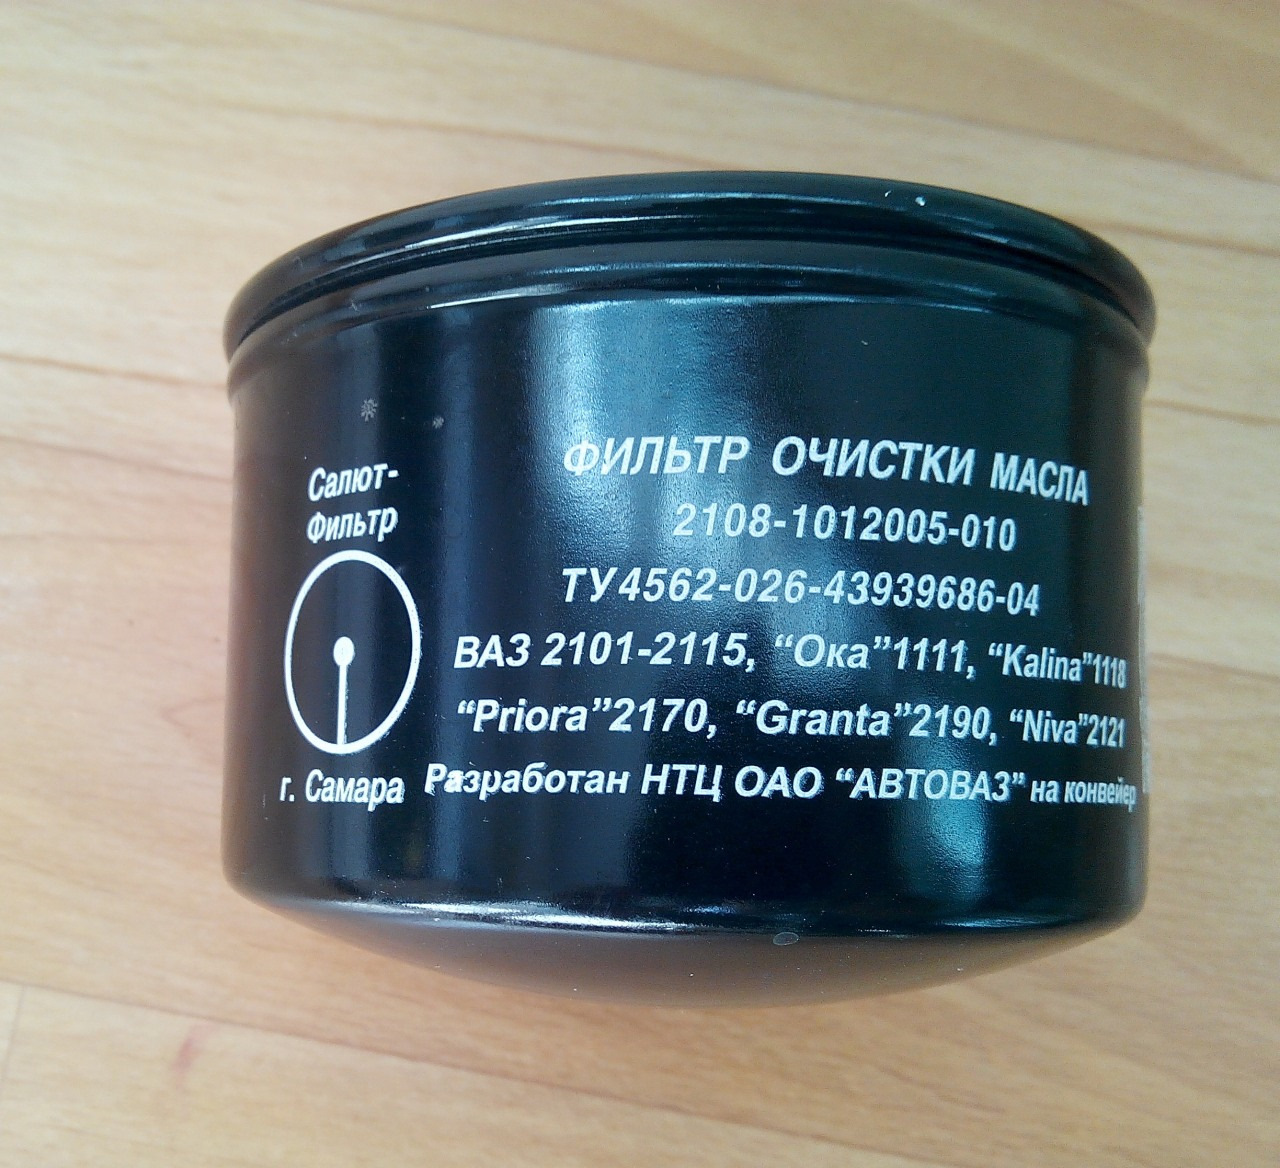 Салют-
Фильтр
г. Самара
ФИЛЬТР ОЧИСТКИ МАСЛА
2108-1012005-010
ТУ4562-026-43939686-04
ВАЗ 2101-2115, “Ока”1111, “Kalina”1118
“Priora”2170, “Granta”2190, “Niva”2121
Разработан НТЦ ОАО “АВТОВАЗ” на конвейер